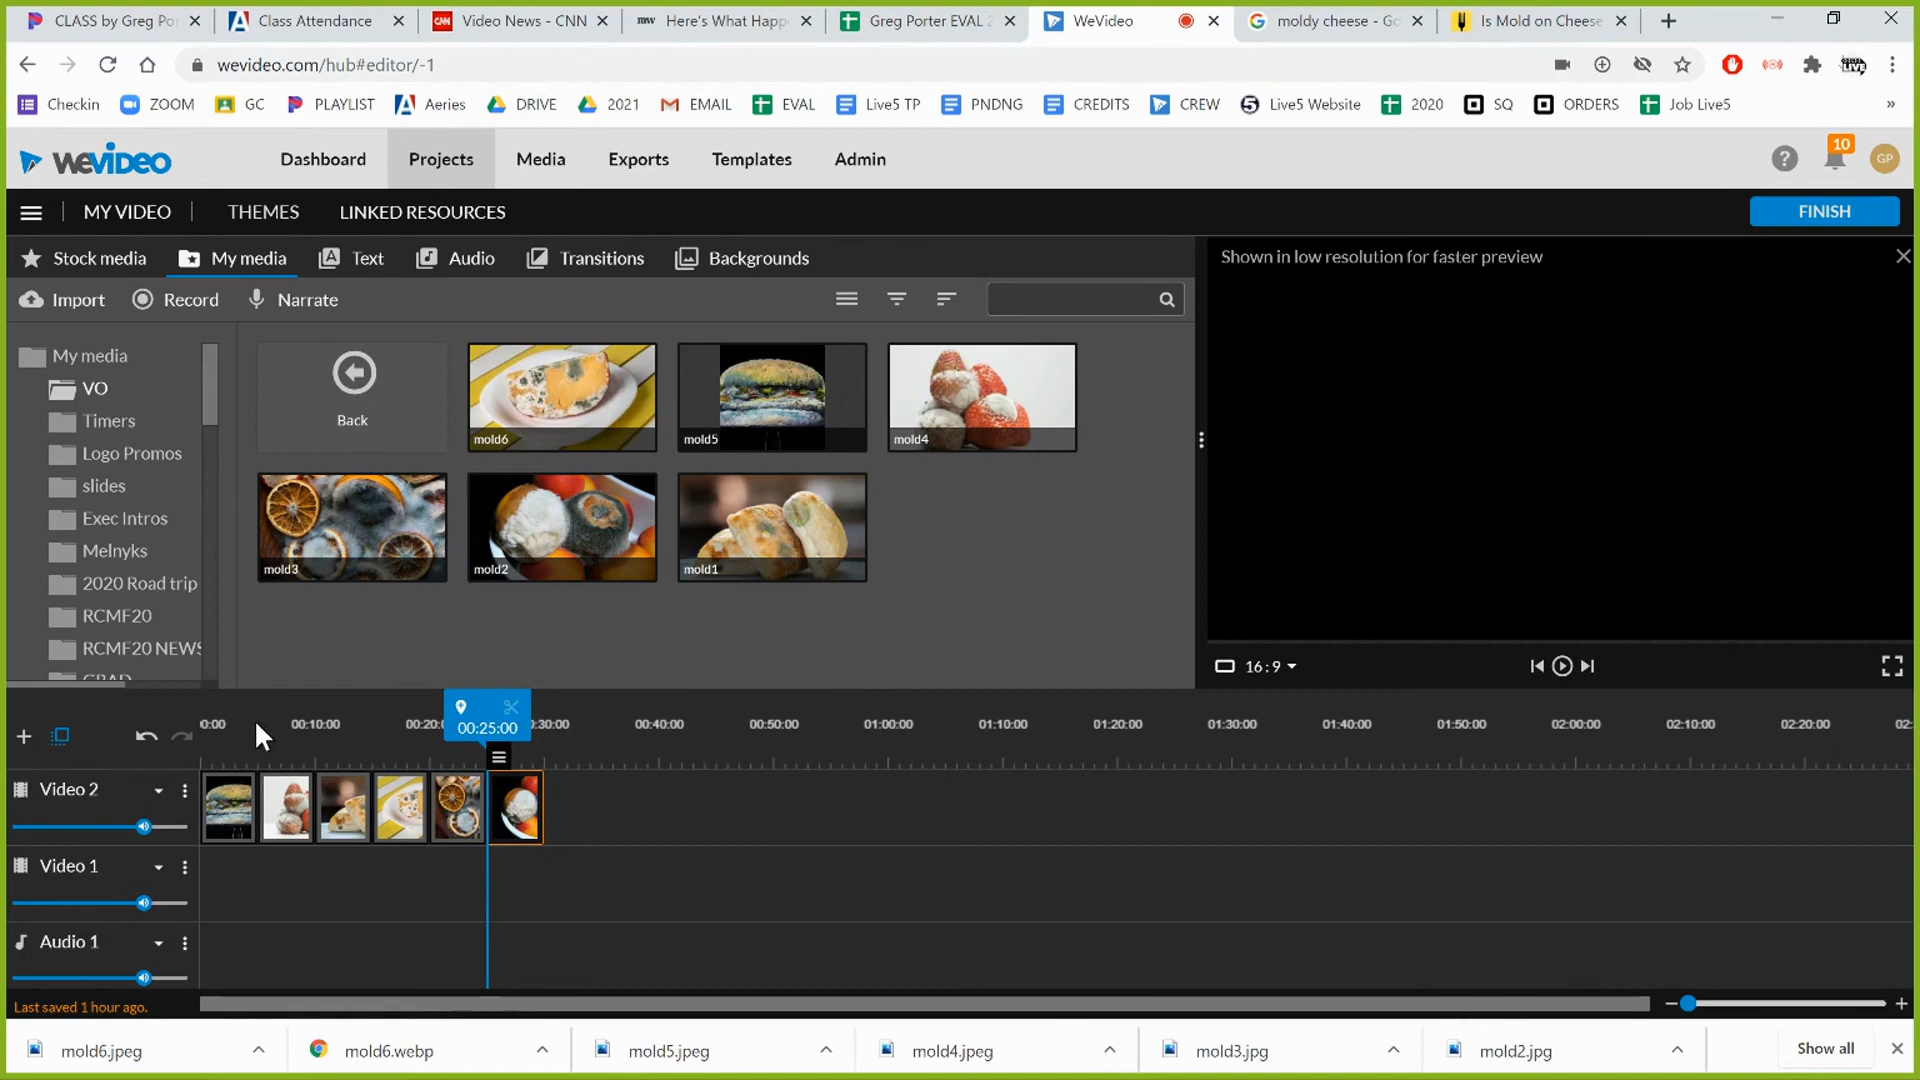 CLASS by Greg Po
Class Attendance
CNN Video News - CNN
mw Here's What Happ
Greg Porter EVAL 2
WeVideo
moldy cheese - Go
Is Mold on Cheese
wevideo.com/hub#editor/-1
Checkin
ZOOM
GC
PLAYLIST
Aeries
DRIVE
2021
EMAIL
EVAL
Live5 TP
PNDNG
CREDITS
CREW
Live5 Website
2020
SQ
ORDERS
Job Live5
»
WEVIDEO
Dashboard
Projects
Media
Exports
Templates
Admin
10
GP
MY VIDEO
THEMES
LINKED RESOURCES
FINISH
Stock media
My media
Text
Audio
Transitions
Backgrounds
Shown in low resolution for faster preview
Import
Record
Narrate
My media
VO
Timers
Logo Promos
slides
Exec Intros
Melnyks
2020 Road trip
RCMF20
RCMF20 NEWS
GRAD
Back
mold6
mold5
mold4
mold3
mold2
mold1
16:9
0:00
00:10:00
00:20:
00:25:00
30:00
00:40:00
00:50:00
01:00:00
01:10:00
01:20:00
01:30:00
01:40:00
01:50:00
02:00:00
02:10:00
02:20:00
02:
Video 2
Video 1
Audio 1
Last saved 1 hour ago.
mold6.jpeg
mold6.webp
mold5.jpeg
mold4.jpeg
mold3.jpg
mold2.jpg
Show all